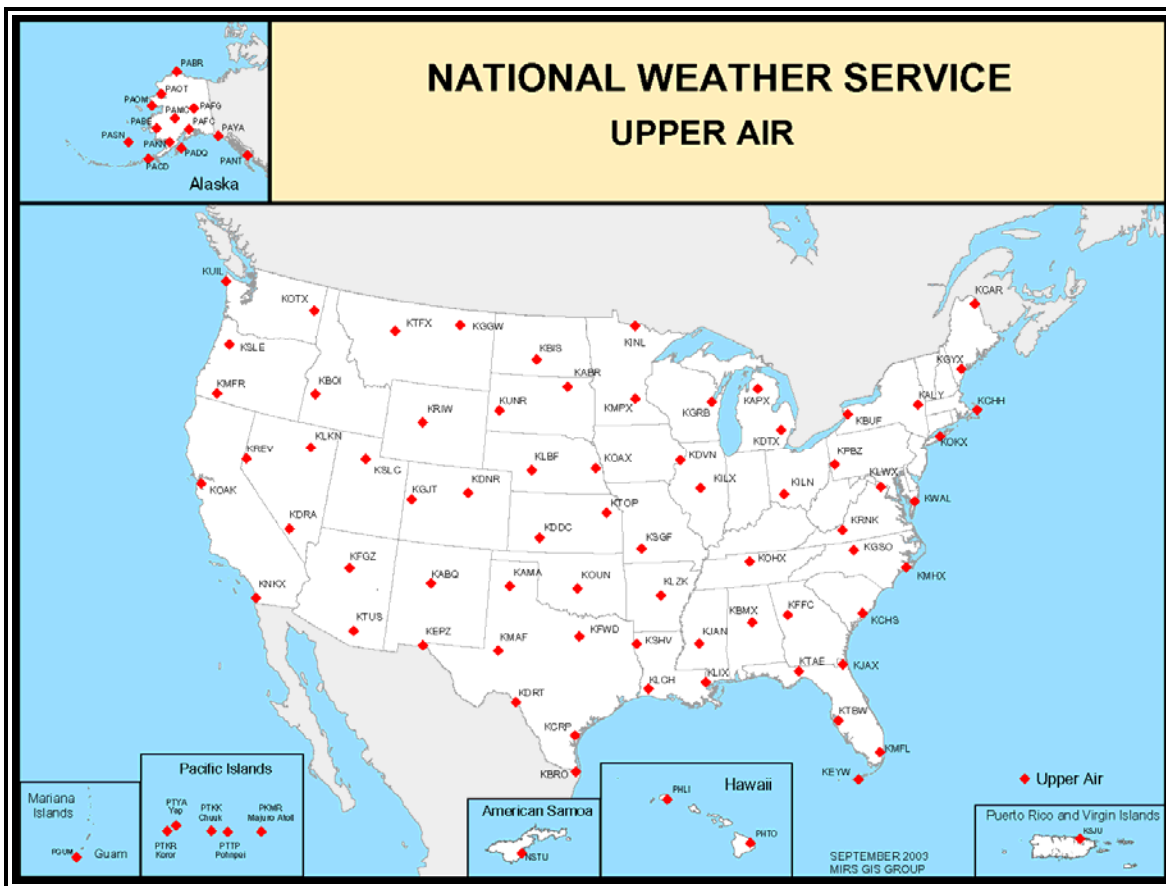 NATIONAL WEATHER SERVICE
UPPER AIR
PABR
PAOT
PAOM
PAMC
PAFG
PABE
PAFC
PASN
PAKN
PAYA
PADQ
PACD
PANT
Alaska
KUIL
KOTX
KTFX
KGGW
KINL
KCAR
KSLE
KBIS
KGYX
KMFR
KBOI
KABR
KUNR
KMPX
KGRB
KAPX
KALY
KCHH
KRIW
KBUF
KDTX
KOKX
KLKN
KREV
KSLC
KLBF
KOAX
KDVN
KPBZ
KLWX
KOAK
KGJT
KDNR
KILX
KILN
KWAL
KTOP
KDRA
KDDC
KSGF
KRNK
KGSO
KFGZ
KOHX
KMHX
KABQ
KAMA
KOUN
KLZK
KNKX
KBMX
KFFC
KCHS
KTUS
KEPZ
KMAF
KFWD
KSHV
KJAN
KTAE
KJAX
KLCH
KLIX
KDRT
KTBW
KCRP
KMFL
KBRO
KEYW
Upper Air
Mariana
Islands
PGUM
Guam
Pacific Islands
PTYA
Yap
PTKK
Chuuk
PKMR
Majuro Atoll
PTKR
Koror
PTTP
Pohnpei
American Samoa
NSTU
Hawaii
PHLI
PHTO
SEPTEMBER 2003
MIRS GIS GROUP
Puerto Rico and Virgin Islands
KSJU